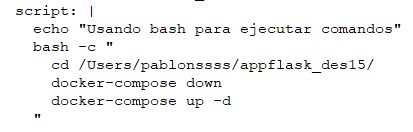 script: |
echo "Usando bash para ejecutar comandos"
bash -c "
cd /Users/pablonssss/appflask_des15/
docker-compose down
docker-compose up -d
"